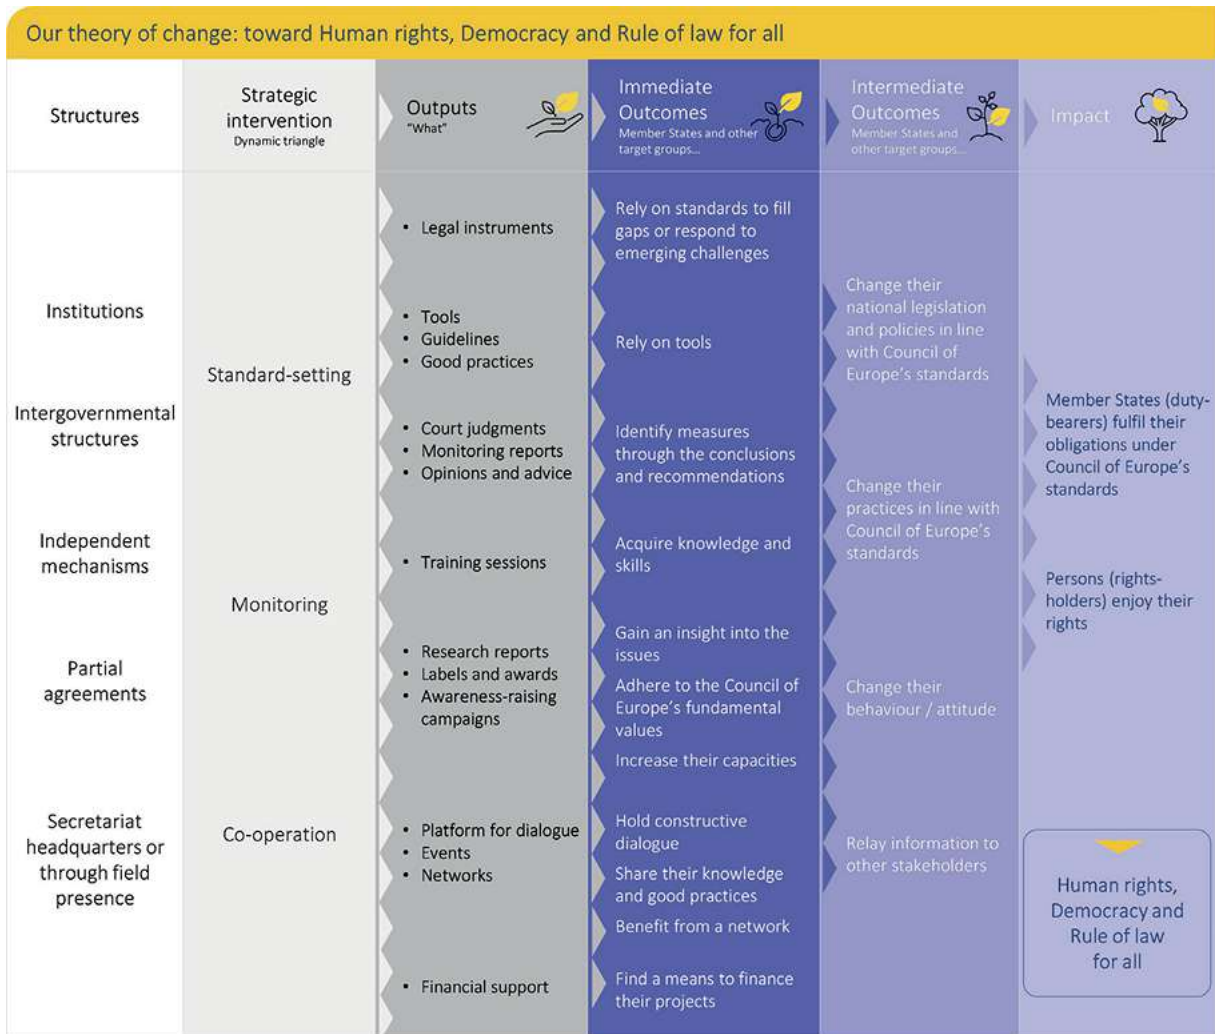 Our theory of change: toward Human rights, Democracy and Rule of law for all
Structures
Strategic
intervention
Dynamic triangle
Outputs
"What"
Immediate
Outcomes
Member States and other
target groups...
Intermediate
Outcomes
Member States and
other target groups...
Impact
Institutions
Intergovernmental
structures
Independent
mechanisms
Partial
agreements
Secretariat
headquarters or
through field
presence
Standard-setting
Monitoring
Co-operation
• Legal instruments
• Tools
• Guidelines
• Good practices
• Court judgments
• Monitoring reports
• Opinions and advice
• Training sessions
• Research reports
• Labels and awards
• Awareness-raising
campaigns
• Platform for dialogue
• Events
• Networks
• Financial support
Rely on standards to fill
gaps or respond to
emerging challenges
Rely on tools
Identify measures
through the conclusions
and recommendations
Acquire knowledge and
skills
Gain an insight into the
issues
Adhere to the Council of
Europe's fundamental
values
Increase their capacities
Hold constructive
dialogue
Share their knowledge
and good practices
Benefit from a network
Find a means to finance
their projects
Change their
national legislation
and policies in line
with Council of
Europe's standards
Change their
practices in line with
Council of Europe's
standards
Change their
behaviour / attitude
Relay information to
other stakeholders
Member States (duty-
bearers) fulfil their
obligations under
Council of Europe's
standards
Persons (rights-
holders) enjoy their
rights
Human rights,
Democracy and
Rule of law
for all